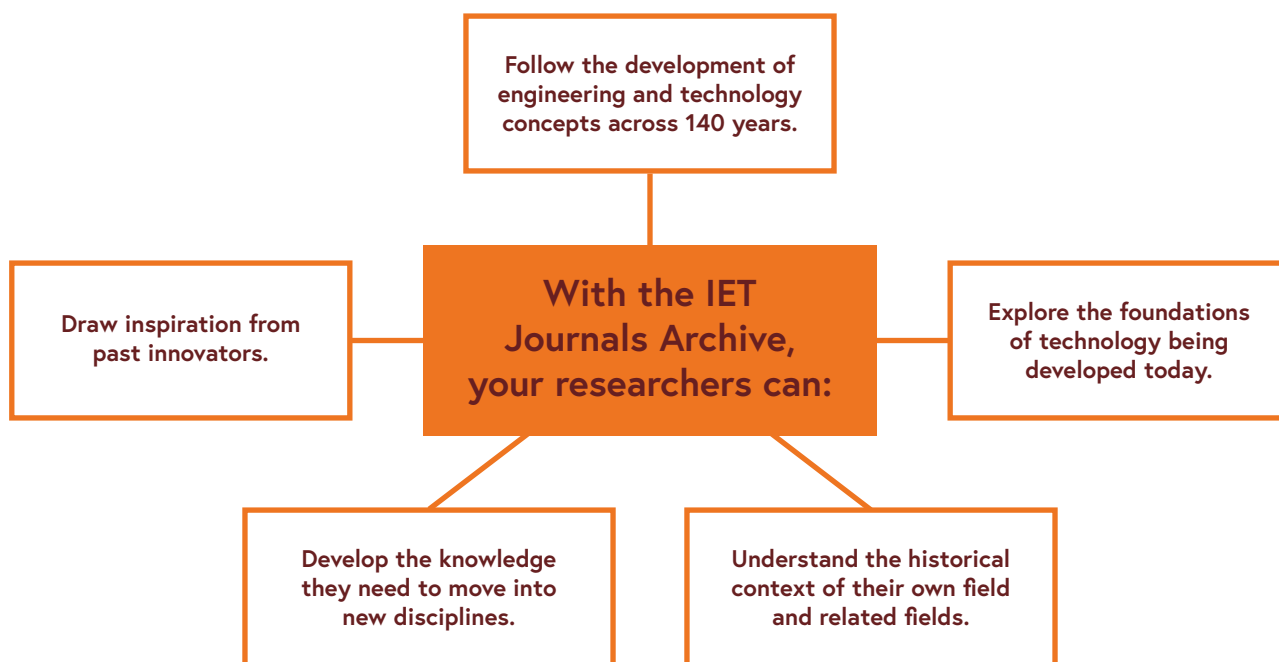 Follow the development of
engineering and technology
concepts across 140 years.
With the IET
Journals Archive,
your researchers can:
Draw inspiration from
past innovators.
Explore the foundations
of technology being
developed today.
Develop the knowledge
they need to move into
new disciplines.
Understand the historical
context of their own field
and related fields.